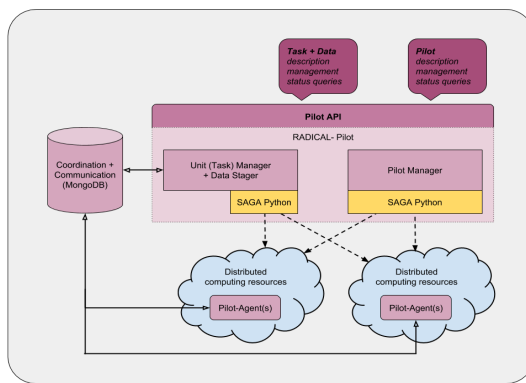 Task + Data
description
management
status queries
Pilot
description
management
status queries
Pilot API
RADICAL- Pilot
Coordination +
Communication
(MongoDB)
Unit (Task) Manager
+ Data Stager
Pilot Manager
SAGA Python
SAGA Python
Distributed
computing resources
Distributed
computing resources
Pilot-Agent(s)
Pilot-Agent(s)